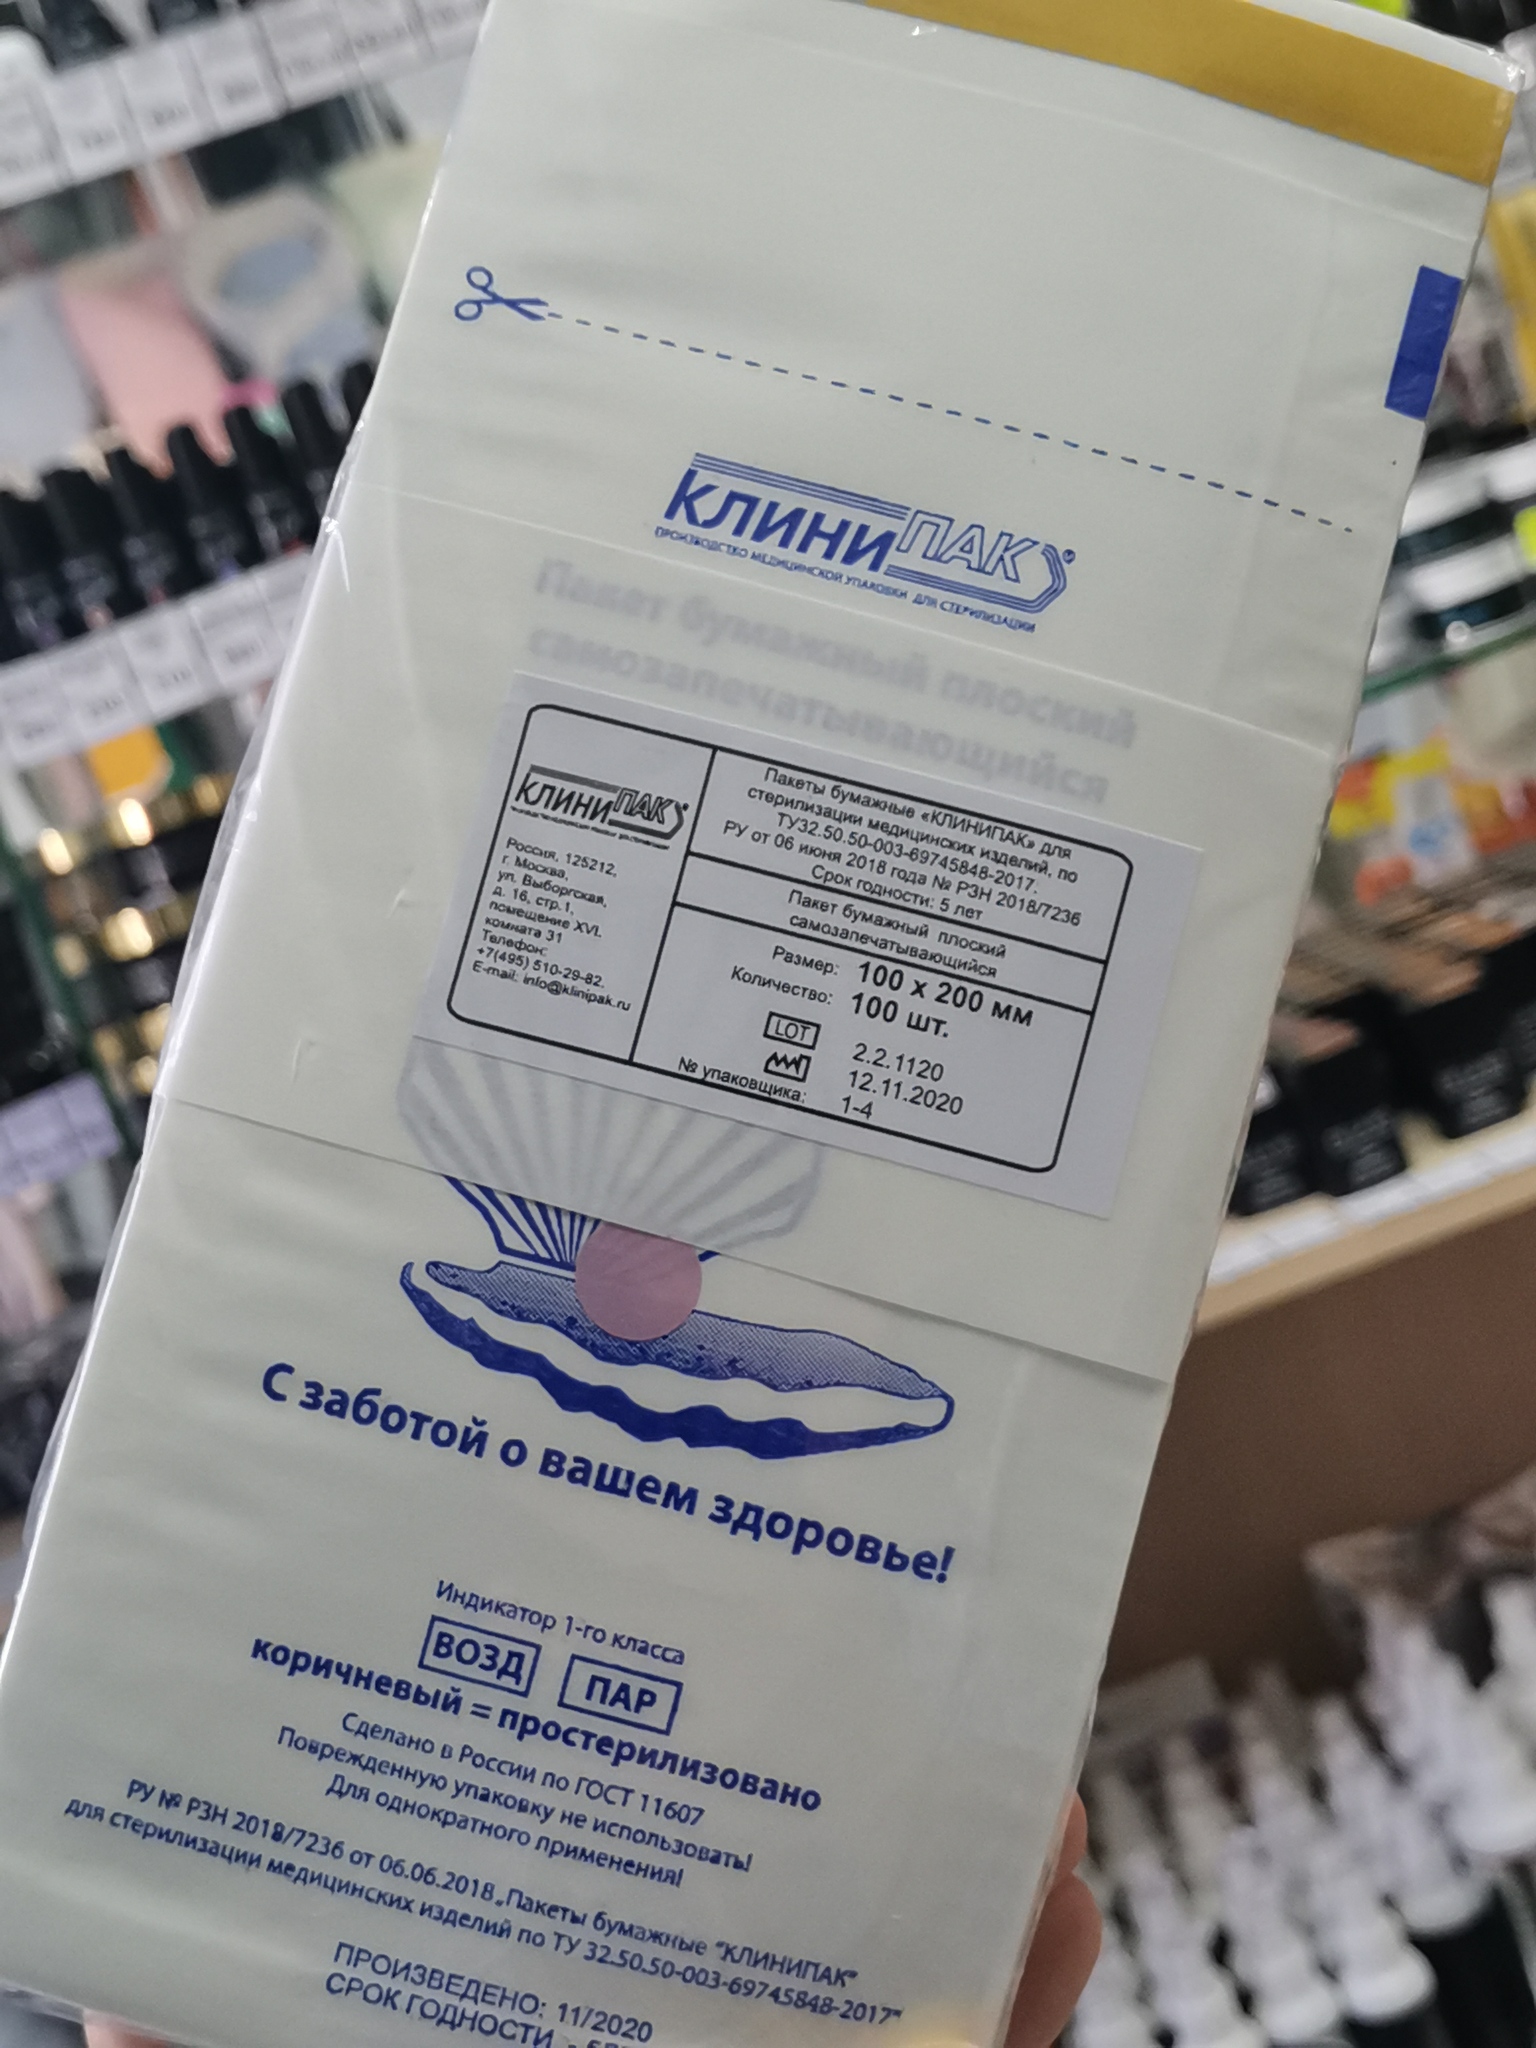 КЛИНИПАК®
ПРОИЗВОДСТВО МЕДИЦИНСКОЙ УПАКОВКИ ДЛЯ СТЕРИЛИЗАЦИИ
Пакет бумажный плоский
самозапечатывающийся
КЛИНИПАК
Россия, 125212,
г. Москва,
ул. Выборгская,
д. 16, стр.1,
помещение XVI,
комната 31
Телефон:
+7(495) 510-29-82,
E-mail: info@klinipak.ru
Пакеты бумажные «КЛИНИПАК» для
стерилизации медицинских изделий, по
ТУ32.50.50-003-69745848-2017.
РУ от 06 июня 2018 года № РЗН 2018/7236
Срок годности: 5 лет
Пакет бумажный плоский
самозапечатывающийся
Размер: 100 x 200 мм
Количество: 100 шт.
LOT 2.2.1120
12.11.2020
№ упаковщика: 1-4
С заботой о вашем здоровье!
Индикатор 1-го класса
ВОЗД ПАР
коричневый = простерилизовано
Сделано в России по ГОСТ 11607
Поврежденную упаковку не использовать!
Для однократного применения!
РУ № РЗН 2018/7236 от 06.06.2018 „Пакеты бумажные "КЛИНИПАК"
для стерилизации медицинских изделий по ТУ 32.50.50-003-69745848-2017"
ПРОИЗВЕДЕНО: 11/2020
СРОК ГОДНОСТИ -